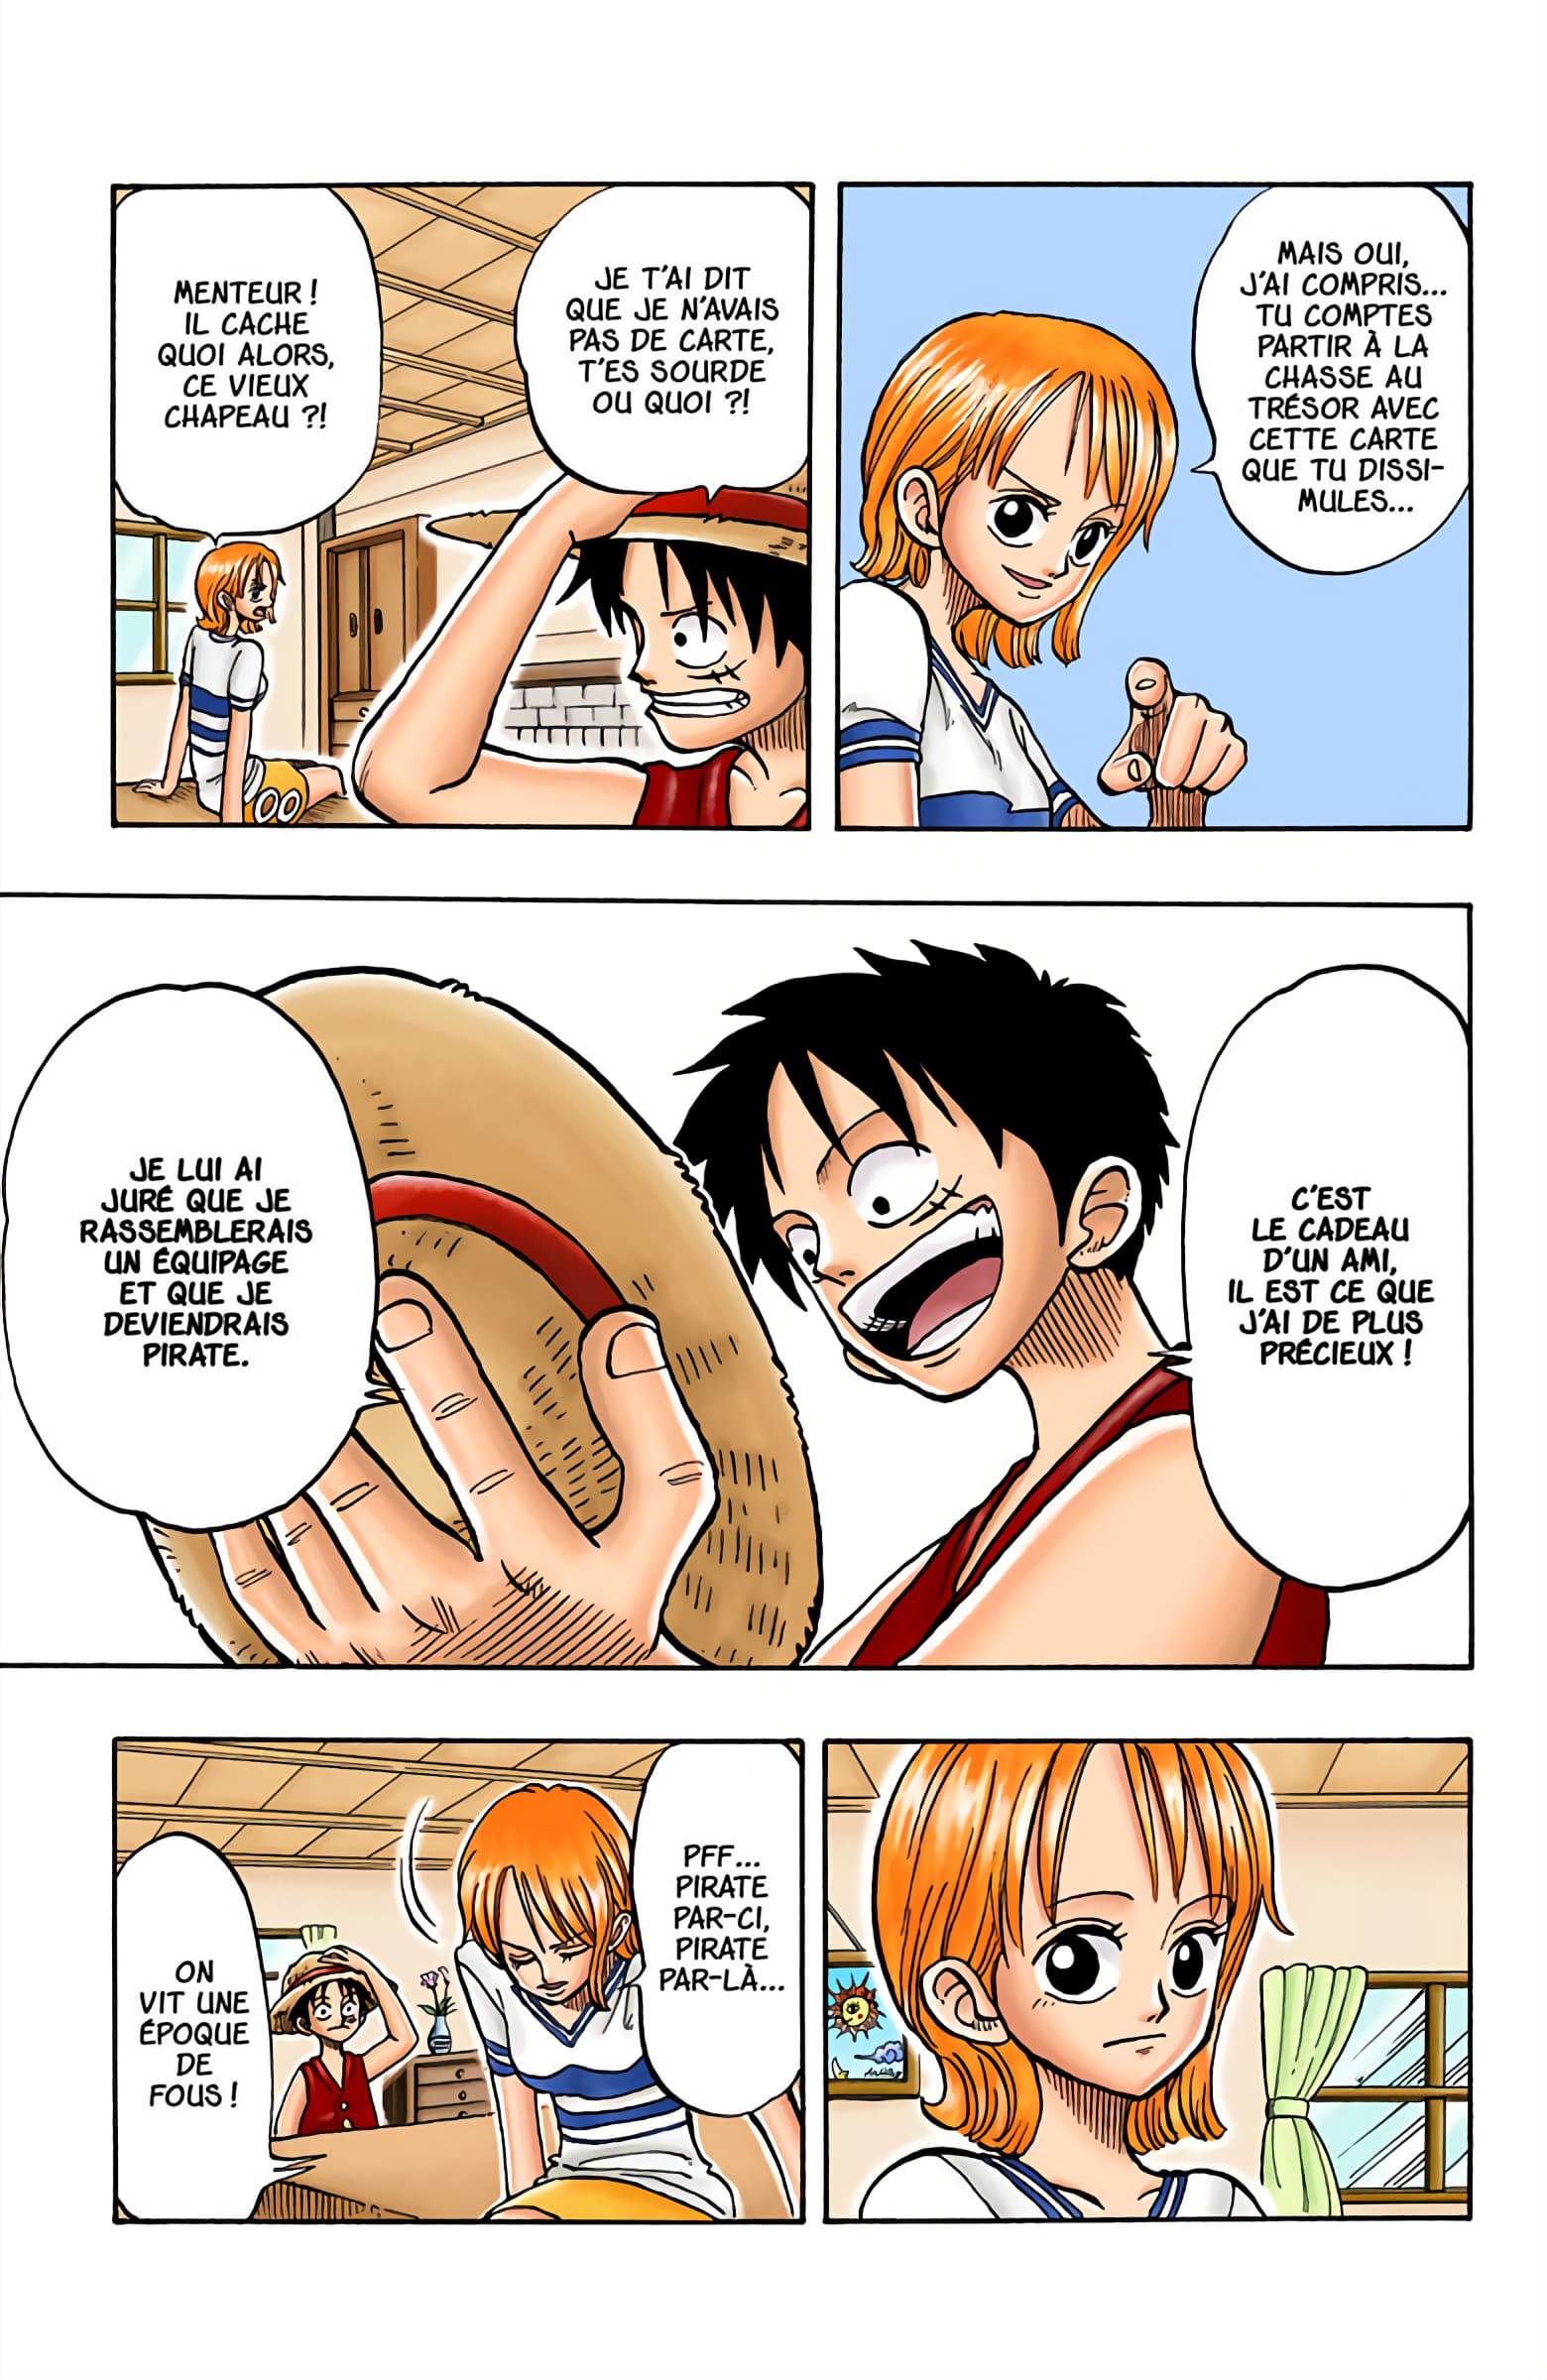 MAIS OUI,
J'AI COMPRIS...
TU COMPTES
PARTIR À LA
CHASSE AU
TRÉSOR AVEC
CETTE CARTE
QUE TU DISSI-
MULES...
JE T'AI DIT
QUE JE N'AVAIS
PAS DE CARTE,
T'ES SOURDE
OU QUOI ?!
MENTEUR !
IL CACHE
QUOI ALORS,
CE VIEUX
CHAPEAU ?!
C'EST
LE CADEAU
D'UN AMI,
IL EST CE QUE
J'AI DE PLUS
PRÉCIEUX !
JE LUI AI
JURÉ QUE JE
RASSEMBLERAIS
UN ÉQUIPAGE
ET QUE JE
DEVIENDRAIS
PIRATE.
PFF...
PIRATE
PAR-CI,
PIRATE
PAR-LÀ...
ON
VIT UNE
ÉPOQUE
DE
FOUS !